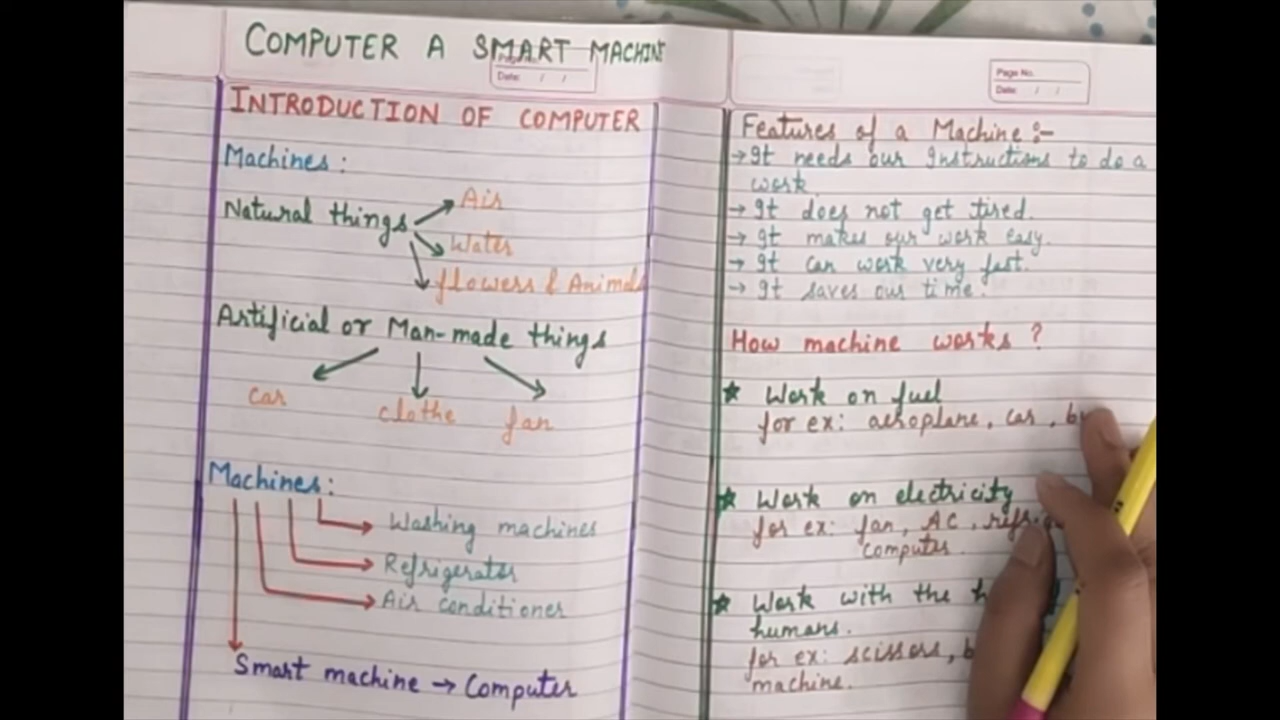 COMPUTER A SMART MACHINE
Page No.
Date: / /
INTRODUCTION OF COMPUTER
Machines:
Natural things
Air
Water
flowers & Animals
Artificial or Man-made things
car
clothe
fan
Machines:
Washing machines
Refrigerator
Air conditioner
Smart machine → Computer
Page No.
Date: / /
Features of a Machine:-
→ It needs our Instructions to do a
work.
→ It does not get tired.
→ It makes our work easy.
→ It can work very fast.
→ It saves our time.
How machine works?
★ Work on fuel
for ex: aeroplane, car,
★ Work on electricity
for ex: fan, AC,
computer.
★ Work with the
humans.
for ex: scissors,
machine.